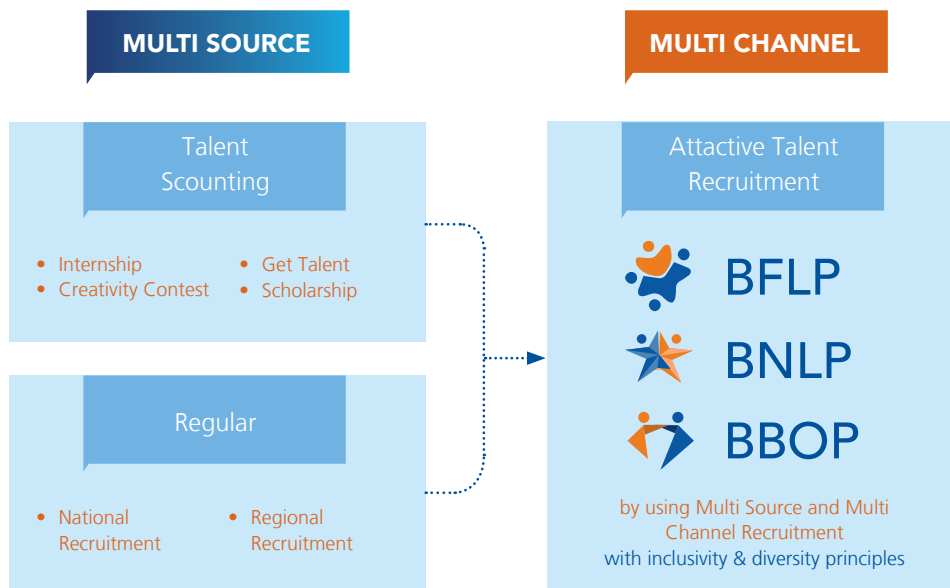 MULTI SOURCE
Talent
Scounting
• Internship
• Creativity Contest
• Get Talent
• Scholarship
Regular
• National
Recruitment
• Regional
Recruitment
MULTI CHANNEL
Attactive Talent
Recruitment
BFLP
BNLP
BBOP
by using Multi Source and Multi
Channel Recruitment
with inclusivity & diversity principles